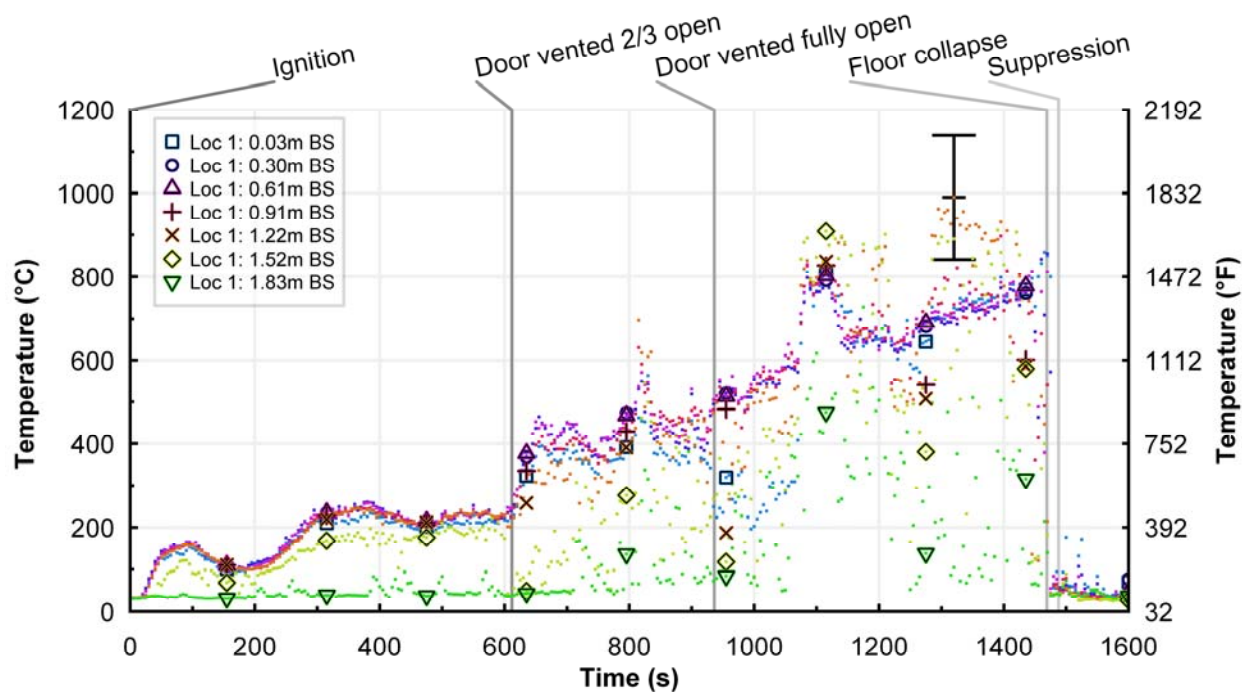 Ignition
Door vented 2/3 open
Door vented fully open
Floor collapse
Suppression
1200
1000
800
600
400
200
0
2192
1832
1472
1112
752
392
32
Loc 1: 0.03m BS
Loc 1: 0.30m BS
Loc 1: 0.61m BS
Loc 1: 0.91m BS
Loc 1: 1.22m BS
Loc 1: 1.52m BS
Loc 1: 1.83m BS
Temperature (°C)
Temperature (°F)
0 200 400 600 800 1000 1200 1400 1600
Time (s)